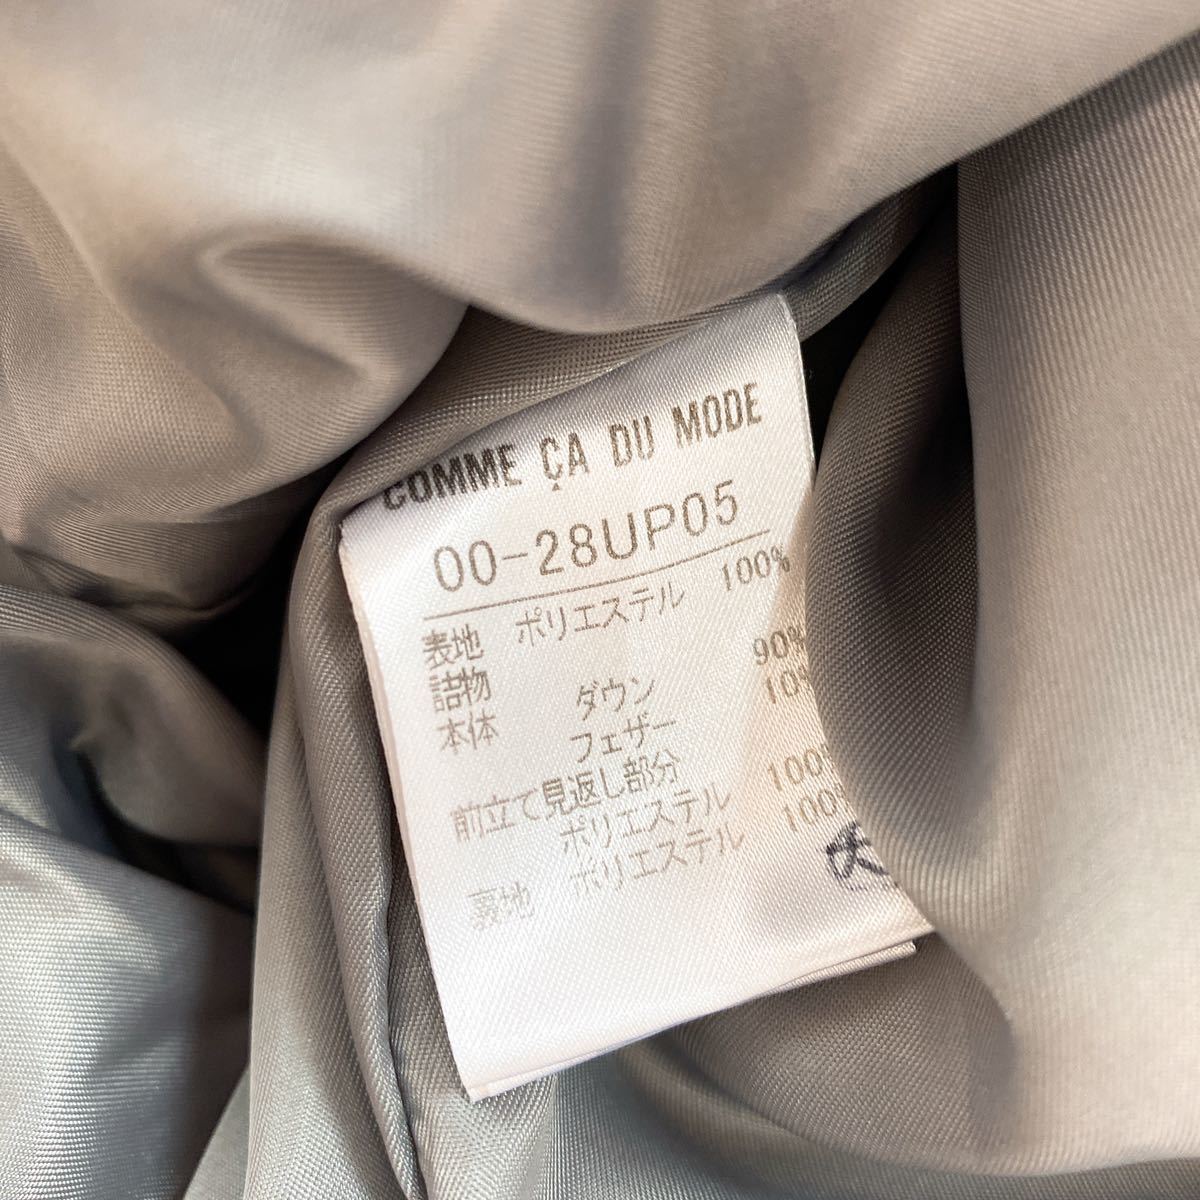 COMME ÇA DU MODE
00-28UP05
表地 ポリエステル 100%
詰物
本体 ダウン 90%
フェザー 10%
前立て見返し部分
ポリエステル 100%
裏地 ポリエステル 100%